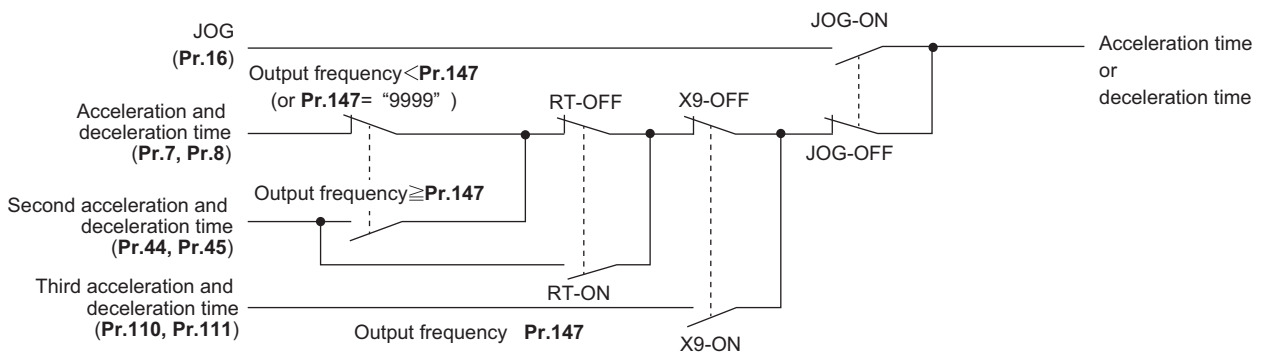 JOG-ON
JOG
(Pr.16)
Acceleration time
or
deceleration time
Output frequency＜Pr.147
(or Pr.147= “9999” )
RT-OFF
X9-OFF
Acceleration and
deceleration time
(Pr.7, Pr.8)
JOG-OFF
Output frequency≧Pr.147
Second acceleration and
deceleration time
(Pr.44, Pr.45)
Third acceleration and
deceleration time
(Pr.110, Pr.111)
RT-ON
Output frequency Pr.147
X9-ON